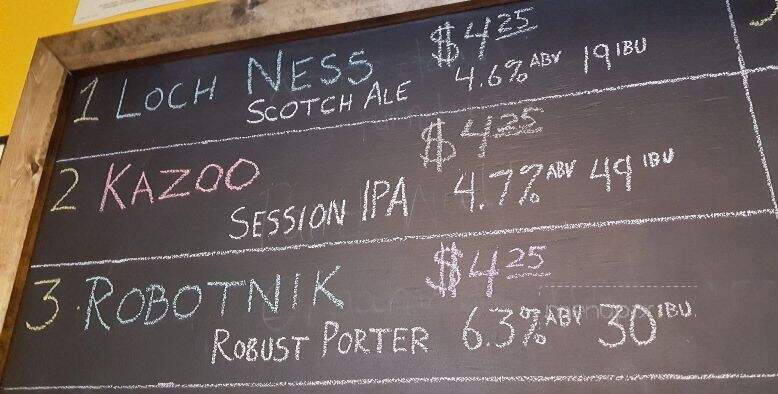 1 LOCH NESS $4.25
SCOTCH ALE 4.6% ABV 19 IBU
2 KAZOO $4.25
SESSION IPA 4.7% ABV 49 IBU
3 ROBOTNIK $4.25
ROBUST PORTER 6.3% ABV 30 IBU
menupix